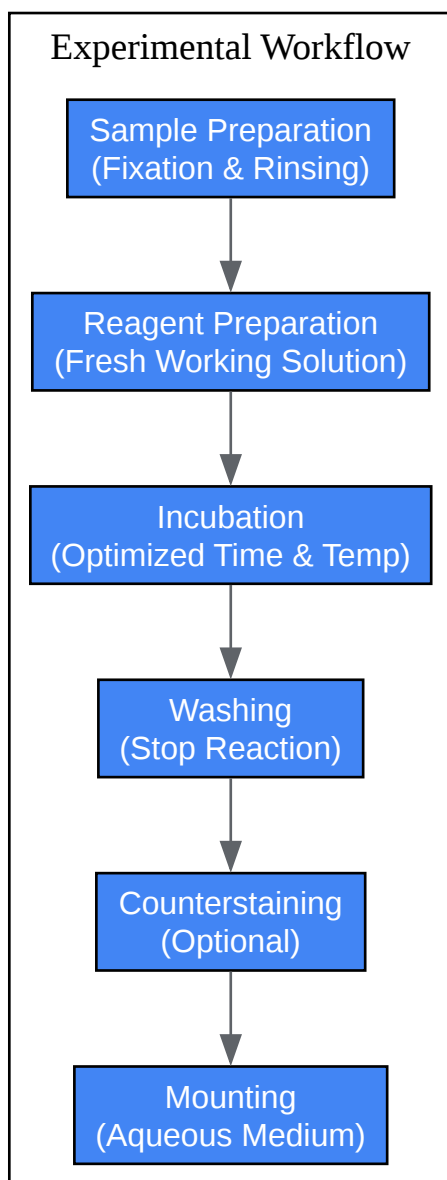 Experimental Workflow
Sample Preparation
(Fixation & Rinsing)
Reagent Preparation
(Fresh Working Solution)
Incubation
(Optimized Time & Temp)
Washing
(Stop Reaction)
Counterstaining
(Optional)
Mounting
(Aqueous Medium)